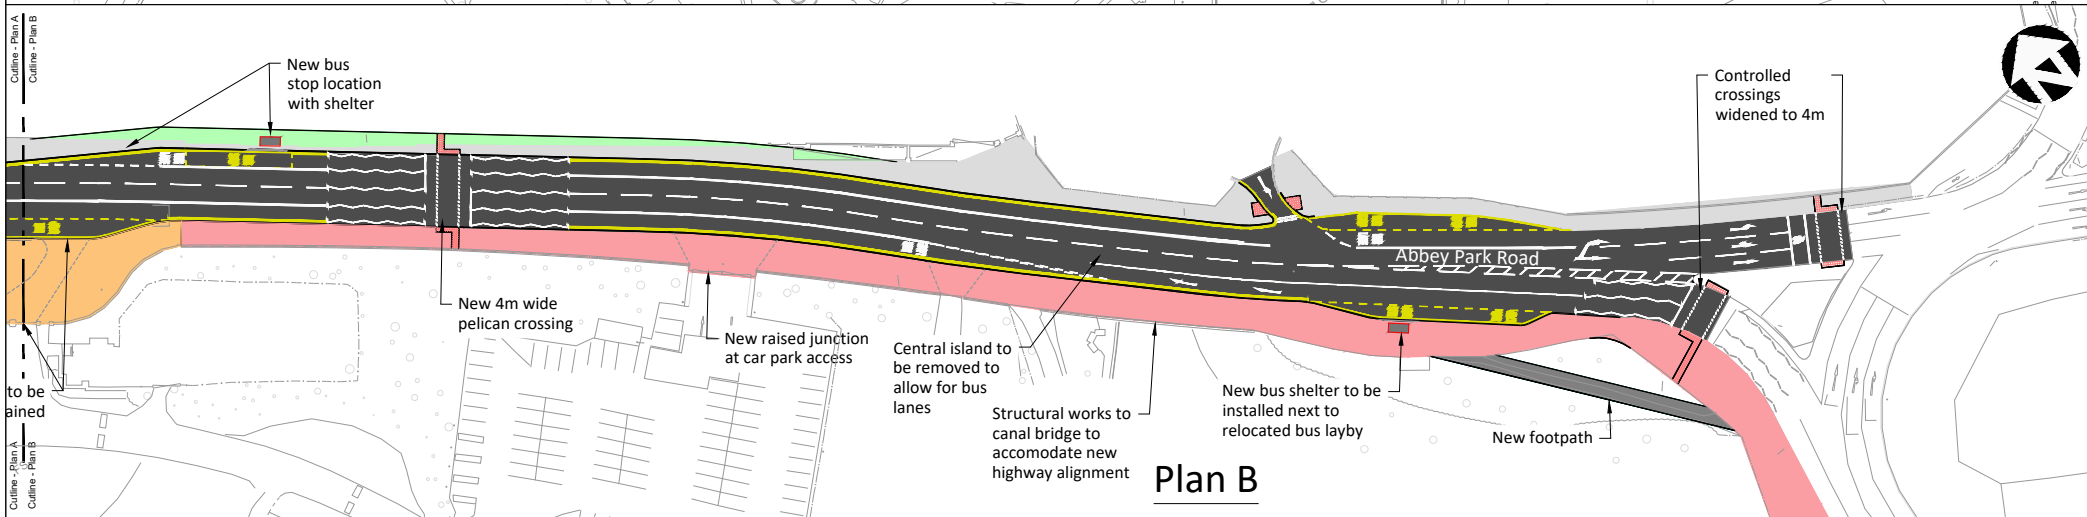 Cutline - Plan A
Cutline - Plan B
New bus
stop location
with shelter
Controlled
crossings
widened to 4m
N
Abbey Park Road
New 4m wide
pelican crossing
New raised junction
at car park access
Central island to
be removed to
allow for bus
lanes
Structural works to
canal bridge to
accomodate new
highway alignment
New bus shelter to be
installed next to
relocated bus layby
New footpath
to be
ained
Cutline - Plan A
Cutline - Plan B
Plan B